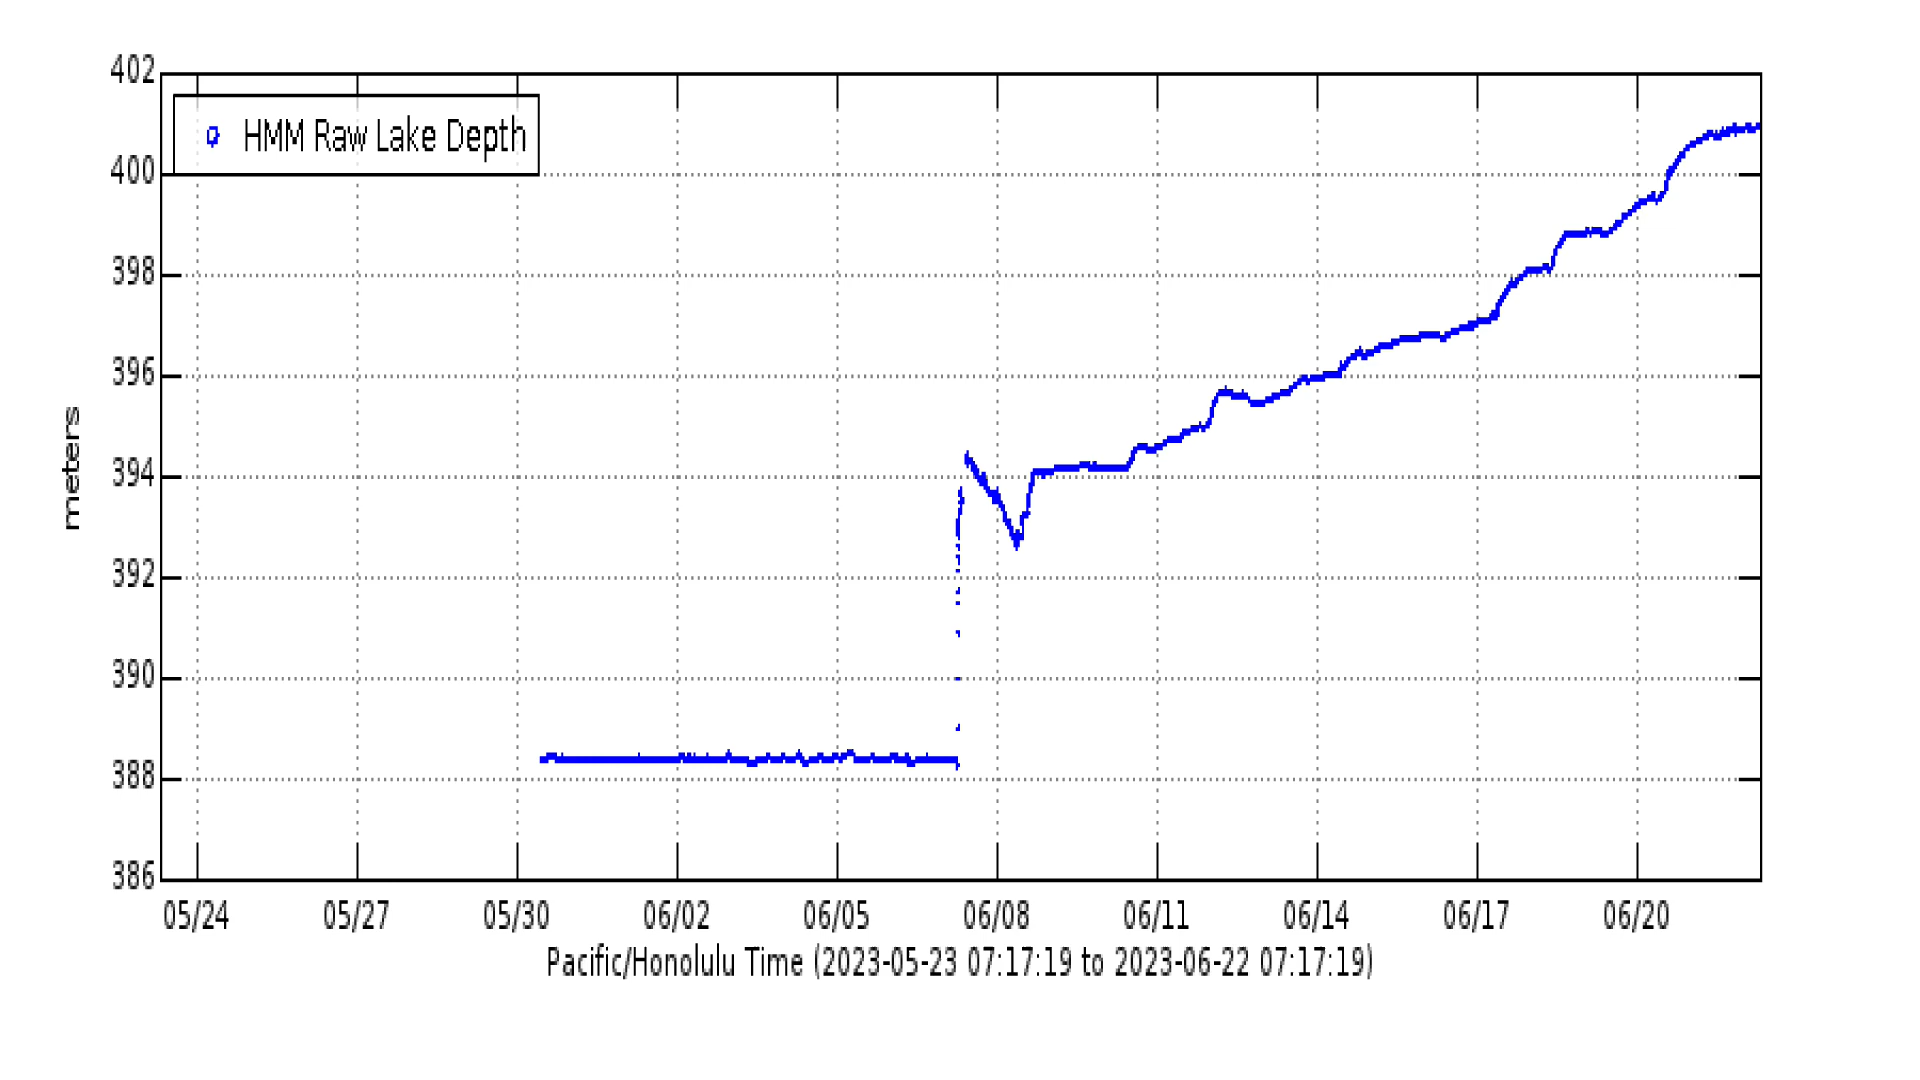 402
HMM Raw Lake Depth
400
398
396
394
392
390
388
386
meters
05/24 05/27 05/30 06/02 06/05 06/08 06/11 06/14 06/17 06/20
Pacific/Honolulu Time (2023-05-23 07:17:19 to 2023-06-22 07:17:19)